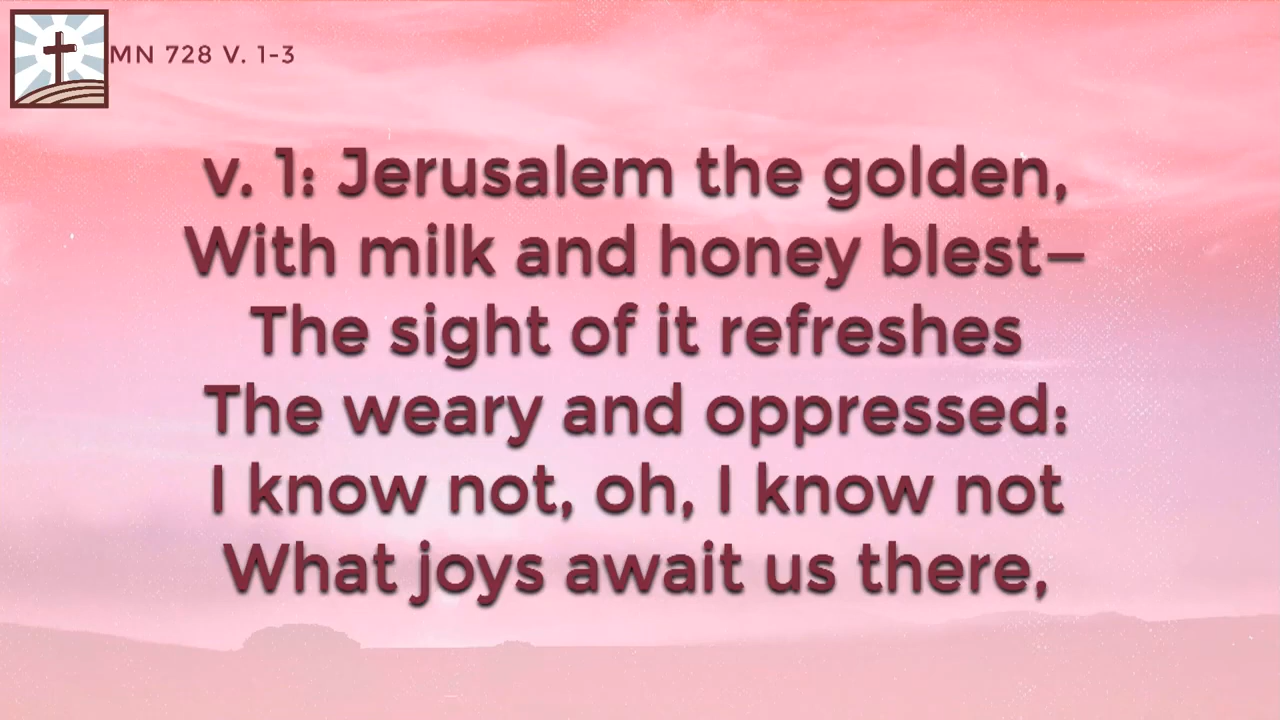 MN 728 V. 1-3
v. 1: Jerusalem the golden,
With milk and honey blest—
The sight of it refreshes
The weary and oppressed:
I know not, oh, I know not
What joys await us there,